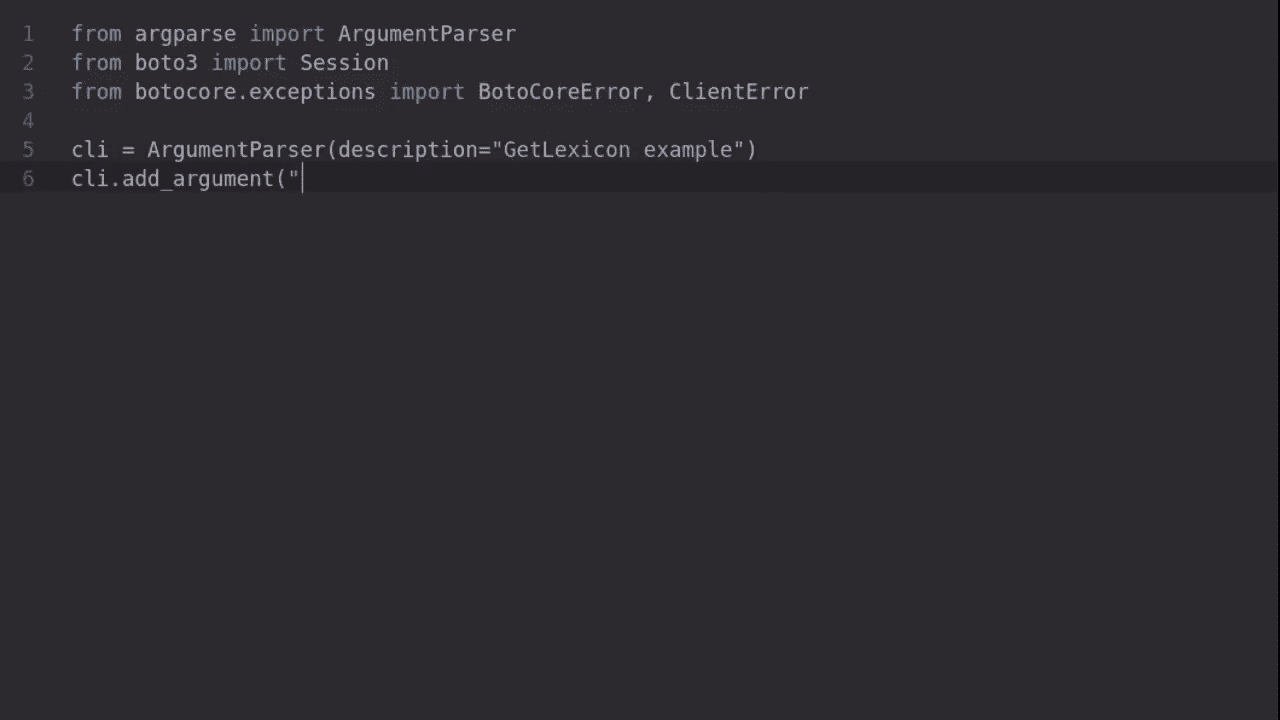 1 from argparse import ArgumentParser
2 from boto3 import Session
3 from botocore.exceptions import BotoCoreError, ClientError
4
5 cli = ArgumentParser(description="GetLexicon example")
6 cli.add_argument("